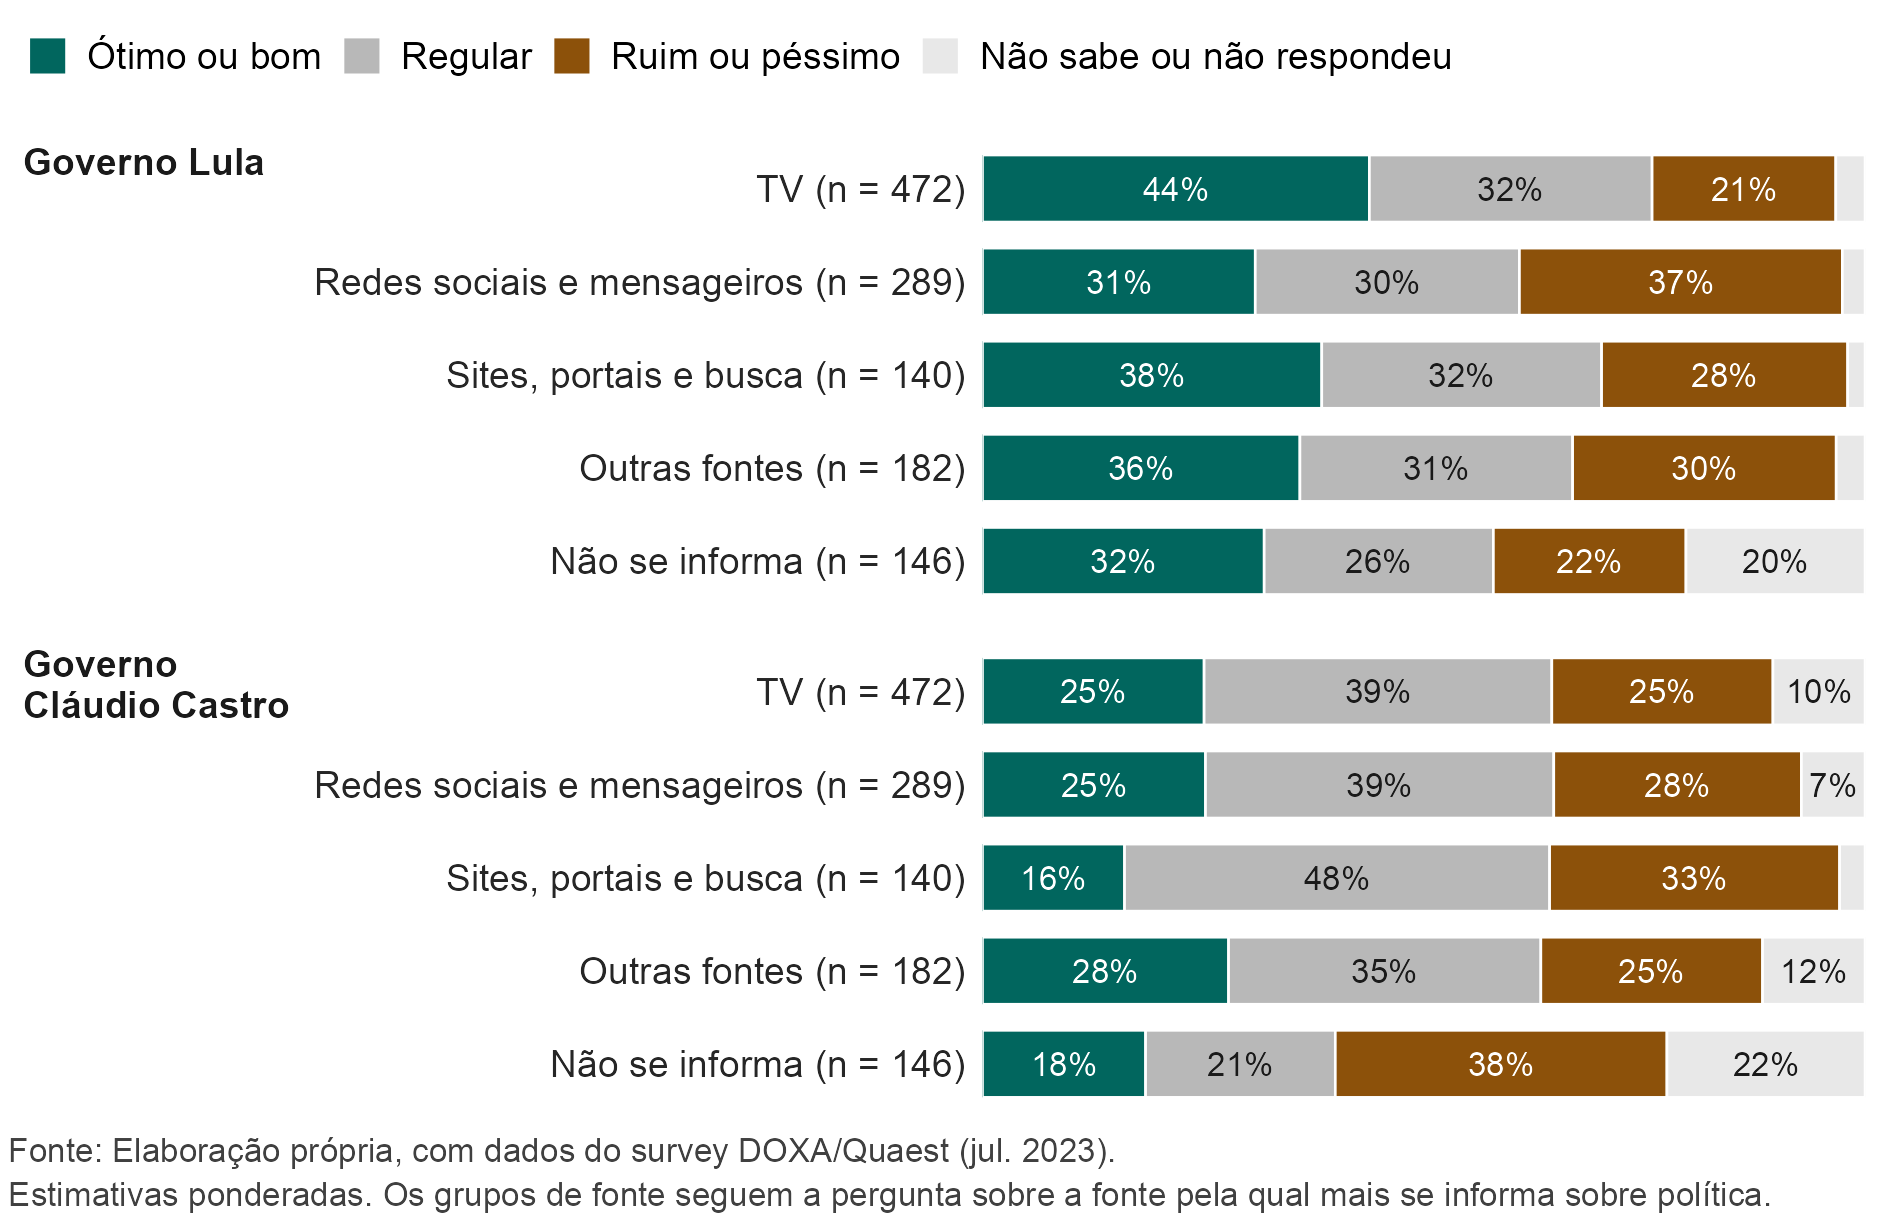 Ótimo ou bom Regular Ruim ou péssimo Não sabe ou não respondeu
Governo Lula
TV (n = 472) 44% 32% 21%
Redes sociais e mensageiros (n = 289) 31% 30% 37%
Sites, portais e busca (n = 140) 38% 32% 28%
Outras fontes (n = 182) 36% 31% 30%
Não se informa (n = 146) 32% 26% 22% 20%
Governo
Cláudio Castro
TV (n = 472) 25% 39% 25% 10%
Redes sociais e mensageiros (n = 289) 25% 39% 28% 7%
Sites, portais e busca (n = 140) 16% 48% 33%
Outras fontes (n = 182) 28% 35% 25% 12%
Não se informa (n = 146) 18% 21% 38% 22%
Fonte: Elaboração própria, com dados do survey DOXA/Quaest (jul. 2023).
Estimativas ponderadas. Os grupos de fonte seguem a pergunta sobre a fonte pela qual mais se informa sobre política.